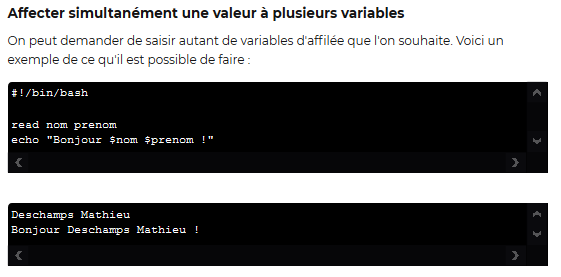 Affecter simultanément une valeur à plusieurs variables
On peut demander de saisir autant de variables d'affilée que l'on souhaite. Voici un
exemple de ce qu'il est possible de faire :
#!/bin/bash
read nom prenom
echo "Bonjour $nom $prenom !"
Deschamps Mathieu
Bonjour Deschamps Mathieu !